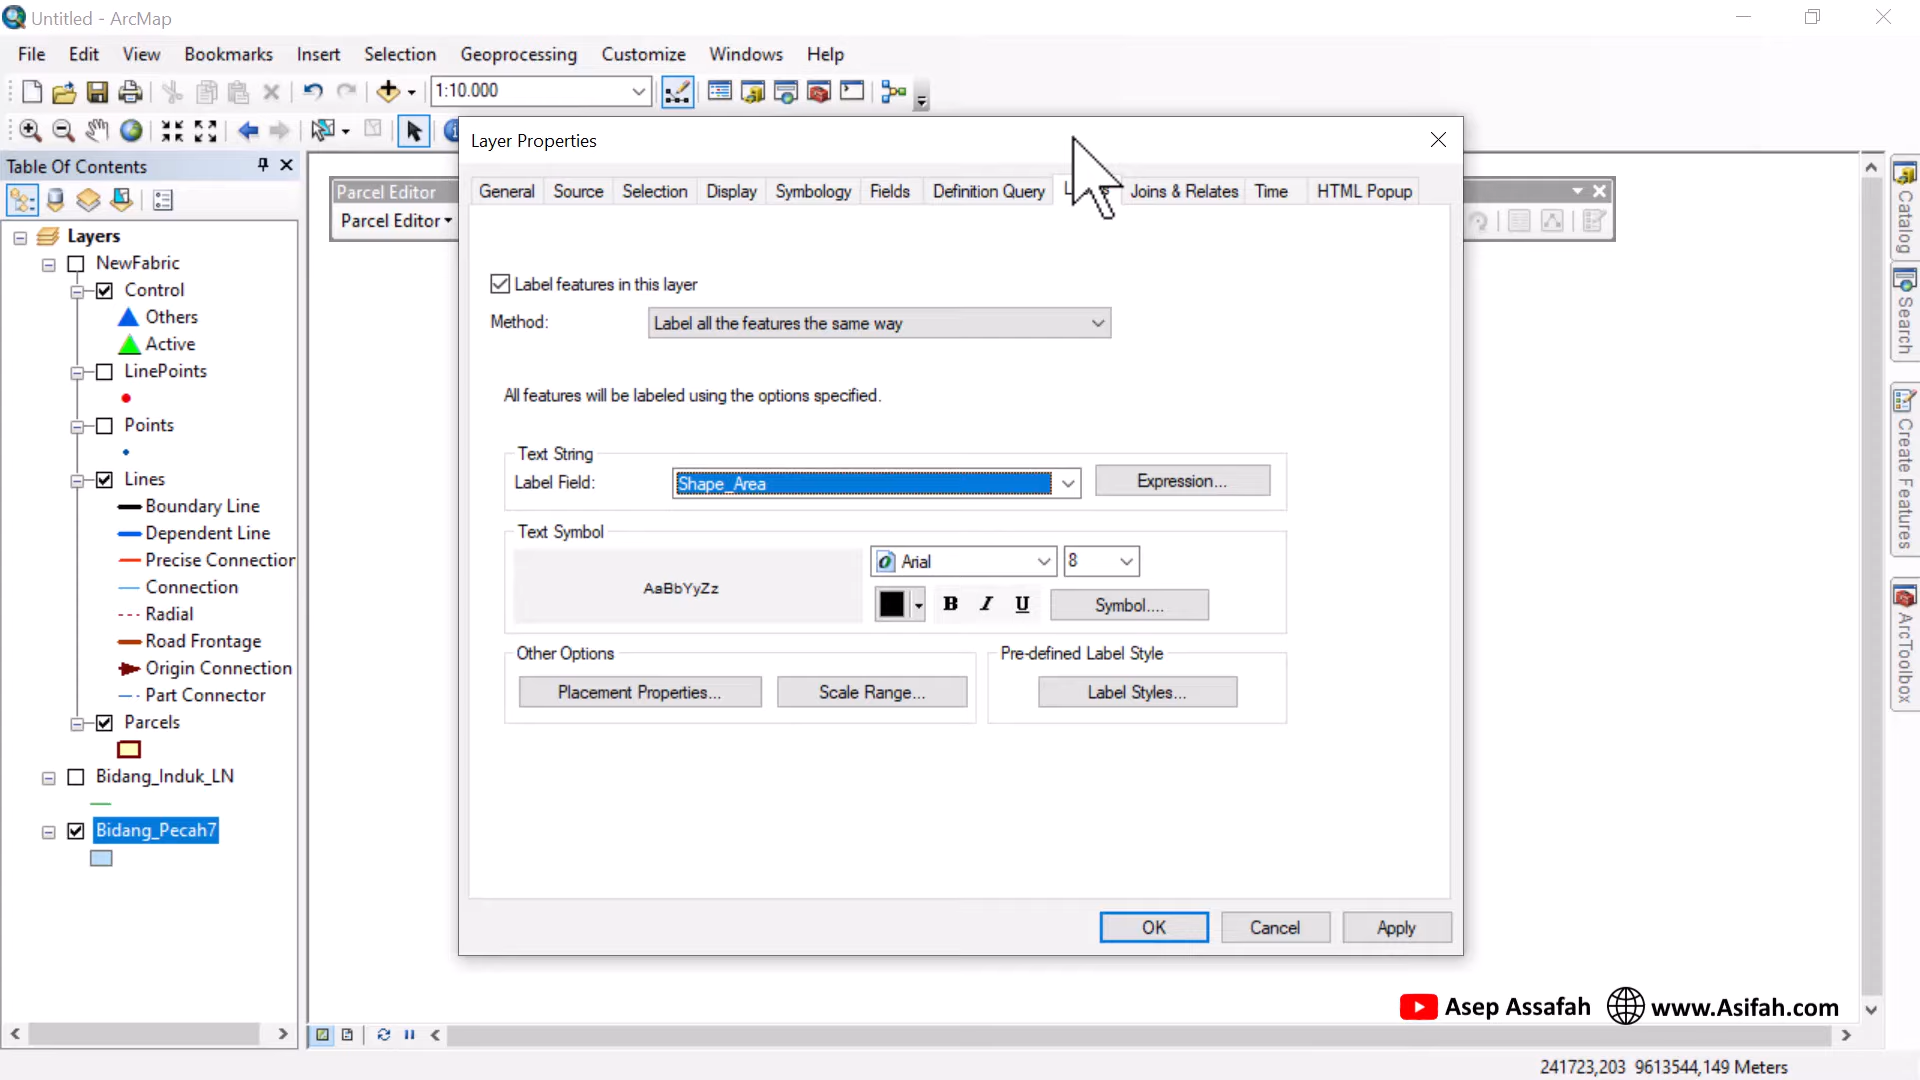 Untitled - ArcMap
File Edit View Bookmarks Insert Selection Geoprocessing Customize Windows Help
1:10.000
Table Of Contents
Layers
NewFabric
Control
Others
Active
LinePoints
Points
Lines
Boundary Line
Dependent Line
Precise Connection
Connection
Radial
Road Frontage
Origin Connection
Part Connector
Parcels
Bidang_Induk_LN
Bidang_Pecah7
Parcel Editor
Parcel Editor
Layer Properties
General Source Selection Display Symbology Fields Definition Query Joins & Relates Time HTML Popup
Label features in this layer
Method: Label all the features the same way
All features will be labeled using the options specified.
Text String
Label Field: Shape_Area Expression...
Text Symbol
AaBbYyZz
Arial 8
B I U Symbol....
Other Options
Placement Properties... Scale Range...
Pre-defined Label Style
Label Styles...
OK Cancel Apply
Catalog
Search
Create Features
ArcToolbox
Asep Assafah www.Asifah.com
241723,203 9613544,149 Meters